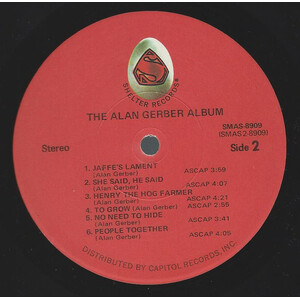 SHELTER RECORDS
THE ALAN GERBER ALBUM
SMAS-8909
(SMAS2-8909)
Stereo
Side 2
1. JAFFE'S LAMENT
(Alan Gerber) ASCAP 3:59
2. SHE SAID, HE SAID
(Alan Gerber) ASCAP 4:07
3. HENRY THE HOG FARMER
(Alan Gerber) ASCAP 4:21
4. TO GROW (Alan Gerber) ASCAP 2:55
5. NO NEED TO HIDE
(Alan Gerber) ASCAP 3:41
6. PEOPLE TOGETHER
(Alan Gerber) ASCAP 4:05
DISTRIBUTED BY CAPITOL RECORDS, INC.